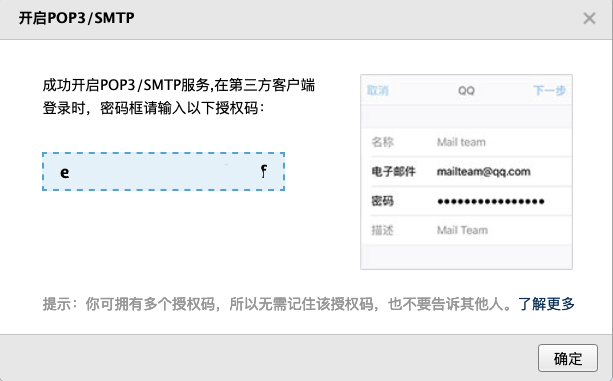 开启POP3/SMTP
成功开启POP3/SMTP服务,在第三方客户端
登录时，密码框请输入以下授权码：
e f
取消 QQ 下一步
名称 Mail team
电子邮件 mailteam@qq.com
密码 ●●●●●●●●●●●●●●●●
描述 Mail Team
提示：你可拥有多个授权码，所以无需记住该授权码，也不要告诉其他人。了解更多
确定